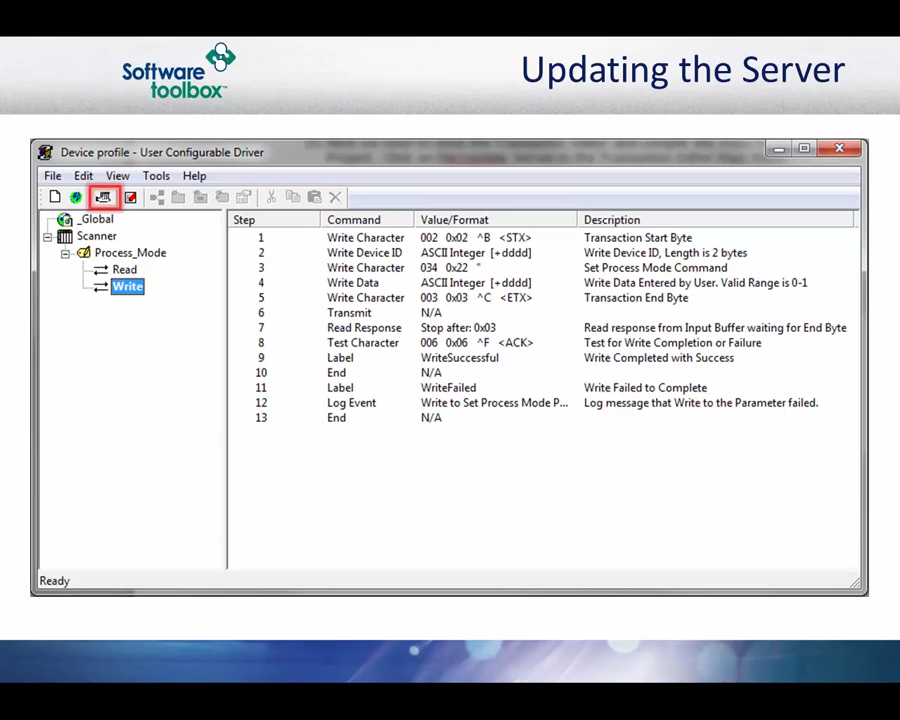 Software
toolbox™
Updating the Server
Device profile - User Configurable Driver
File Edit View Tools Help
_Global
Scanner
Process_Mode
Read
Write
Step Command Value/Format Description
1 Write Character 002 0x02 ^B <STX> Transaction Start Byte
2 Write Device ID ASCII Integer [+dddd] Write Device ID, Length is 2 bytes
3 Write Character 034 0x22 " Set Process Mode Command
4 Write Data ASCII Integer [+dddd] Write Data Entered by User. Valid Range is 0-1
5 Write Character 003 0x03 ^C <ETX> Transaction End Byte
6 Transmit N/A
7 Read Response Stop after: 0x03 Read response from Input Buffer waiting for End Byte
8 Test Character 006 0x06 ^F <ACK> Test for Write Completion or Failure
9 Label WriteSuccessful Write Completed with Success
10 End N/A
11 Label WriteFailed Write Failed to Complete
12 Log Event Write to Set Process Mode P... Log message that Write to the Parameter failed.
13 End N/A
Ready